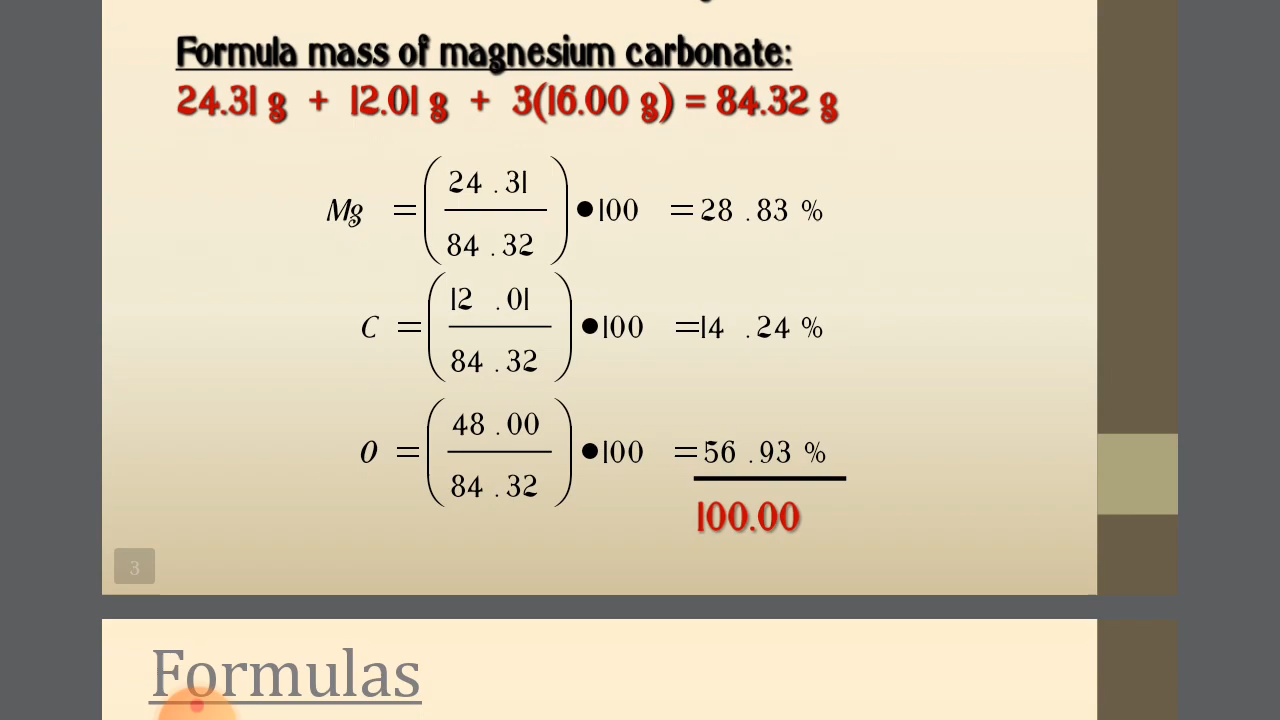 Formula mass of magnesium carbonate:
24.31 g + 12.01 g + 3(16.00 g) = 84.32 g
Mg = ( 24 . 31 / 84 . 32 ) • 100 = 28 . 83 %
C = ( 12 . 01 / 84 . 32 ) • 100 = 14 . 24 %
O = ( 48 . 00 / 84 . 32 ) • 100 = 56 . 93 %
100.00
3
Formulas